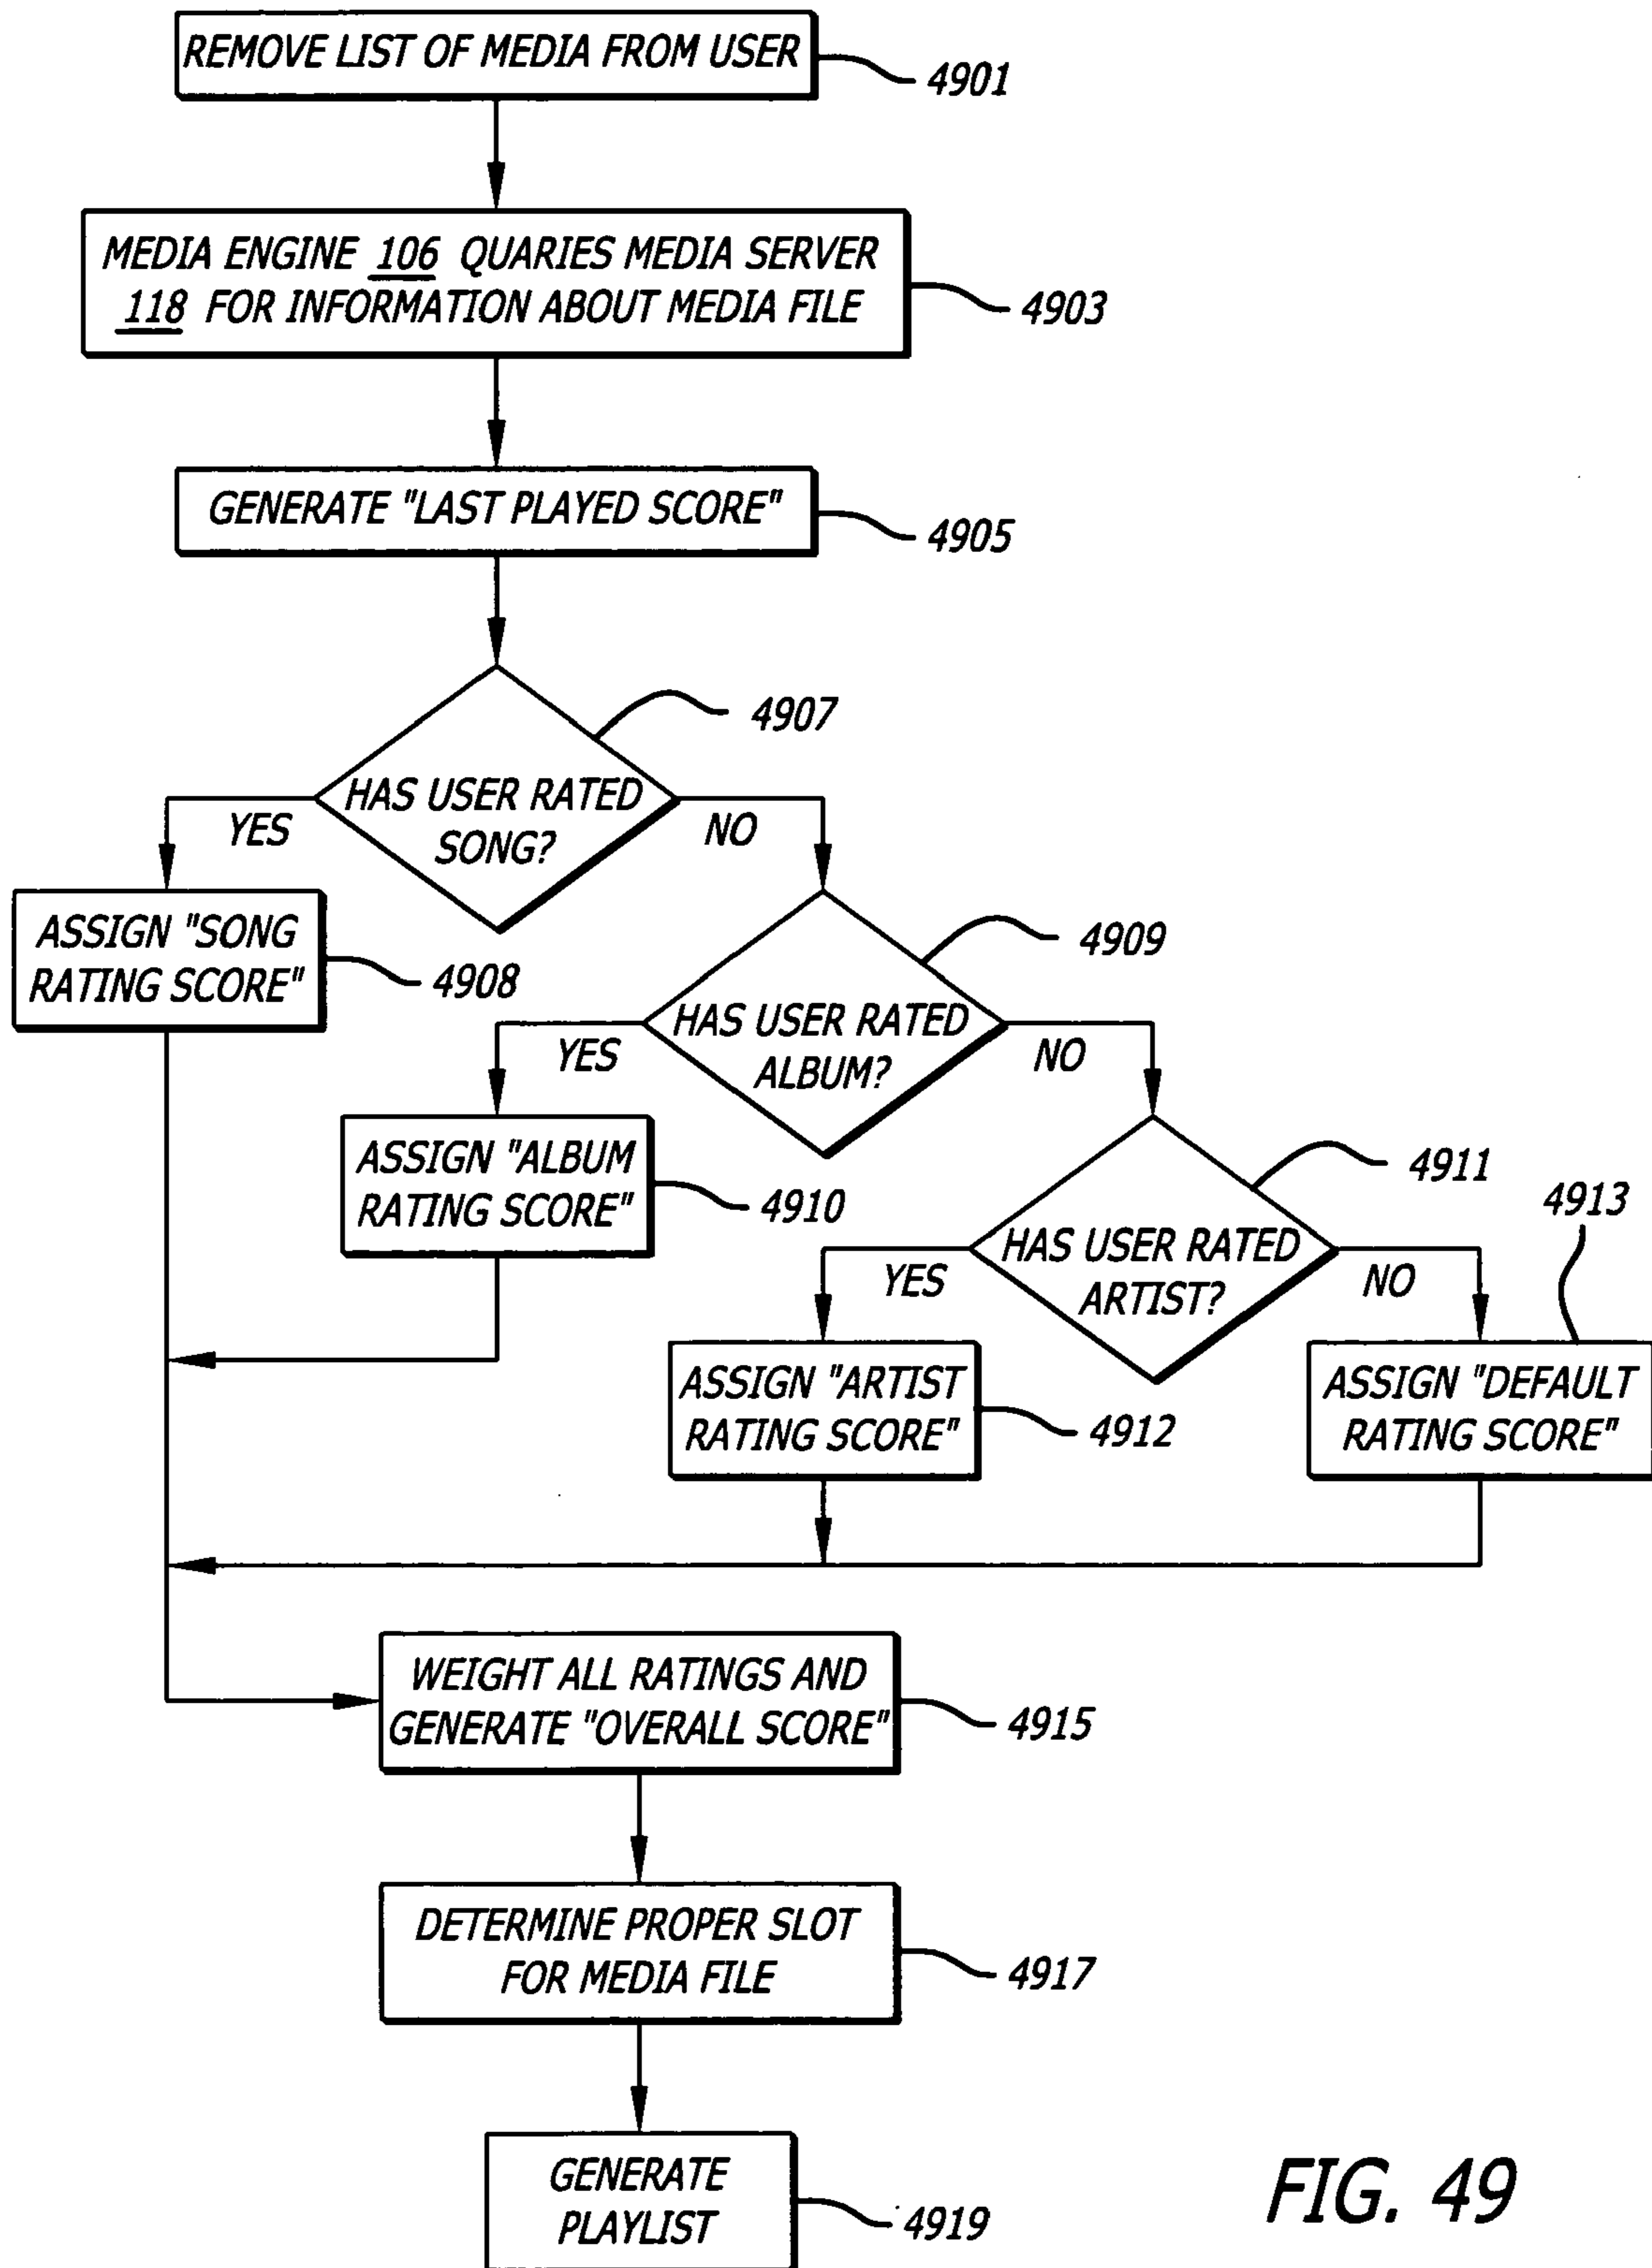 REMOVE LIST OF MEDIA FROM USER
4901
MEDIA ENGINE 106 QUARIES MEDIA SERVER
118 FOR INFORMATION ABOUT MEDIA FILE
4903
GENERATE "LAST PLAYED SCORE"
4905
4907
HAS USER RATED
SONG?
YES
NO
ASSIGN "SONG
RATING SCORE"
4908
4909
HAS USER RATED
ALBUM?
YES
NO
ASSIGN "ALBUM
RATING SCORE"
4910
4911
4913
HAS USER RATED
ARTIST?
YES
NO
ASSIGN "ARTIST
RATING SCORE"
4912
ASSIGN "DEFAULT
RATING SCORE"
WEIGHT ALL RATINGS AND
GENERATE "OVERALL SCORE"
4915
DETERMINE PROPER SLOT
FOR MEDIA FILE
4917
GENERATE
PLAYLIST
4919
FIG. 49